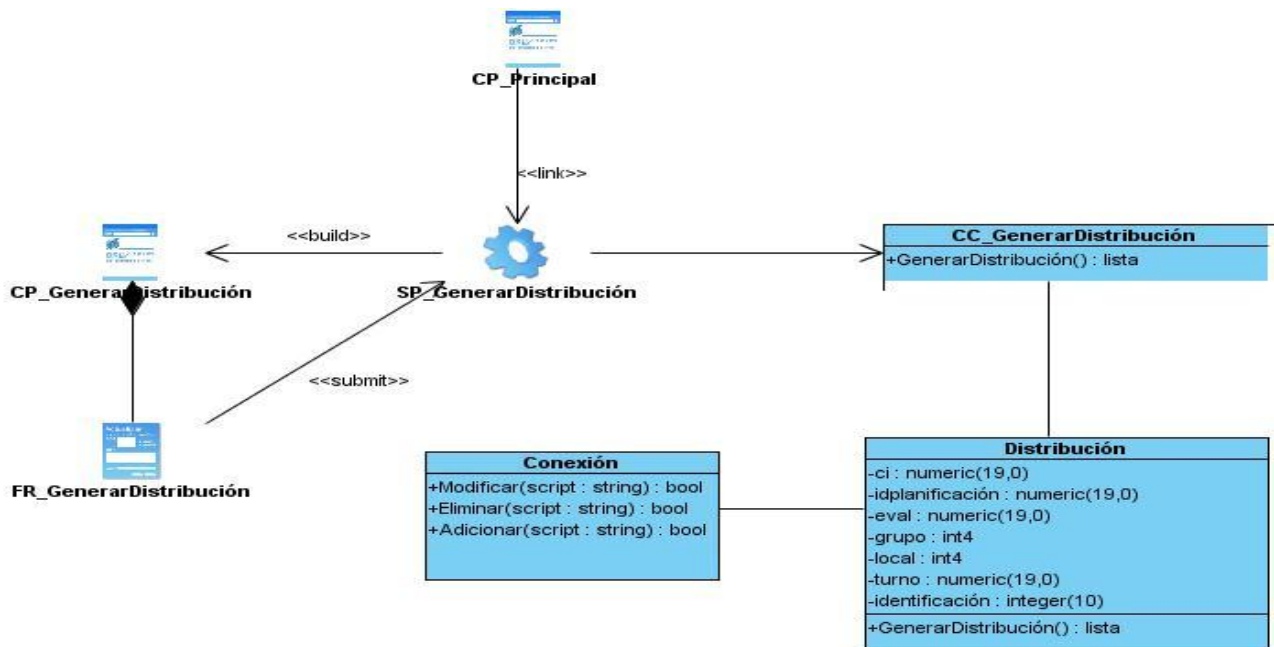 CP_Principal
<<link>>
<<build>>
CP_GenerarDistribución
SP_GenerarDistribución
CC_GenerarDistribución
+GenerarDistribución() : lista
<<submit>>
FR_GenerarDistribución
Conexión
+Modificar(script : string) : bool
+Eliminar(script : string) : bool
+Adicionar(script : string) : bool
Distribución
-ci : numeric(19,0)
-idplanificación : numeric(19,0)
-eval : numeric(19,0)
-grupo : int4
-local : int4
-turno : numeric(19,0)
-identificación : integer(10)
+GenerarDistribución() : lista